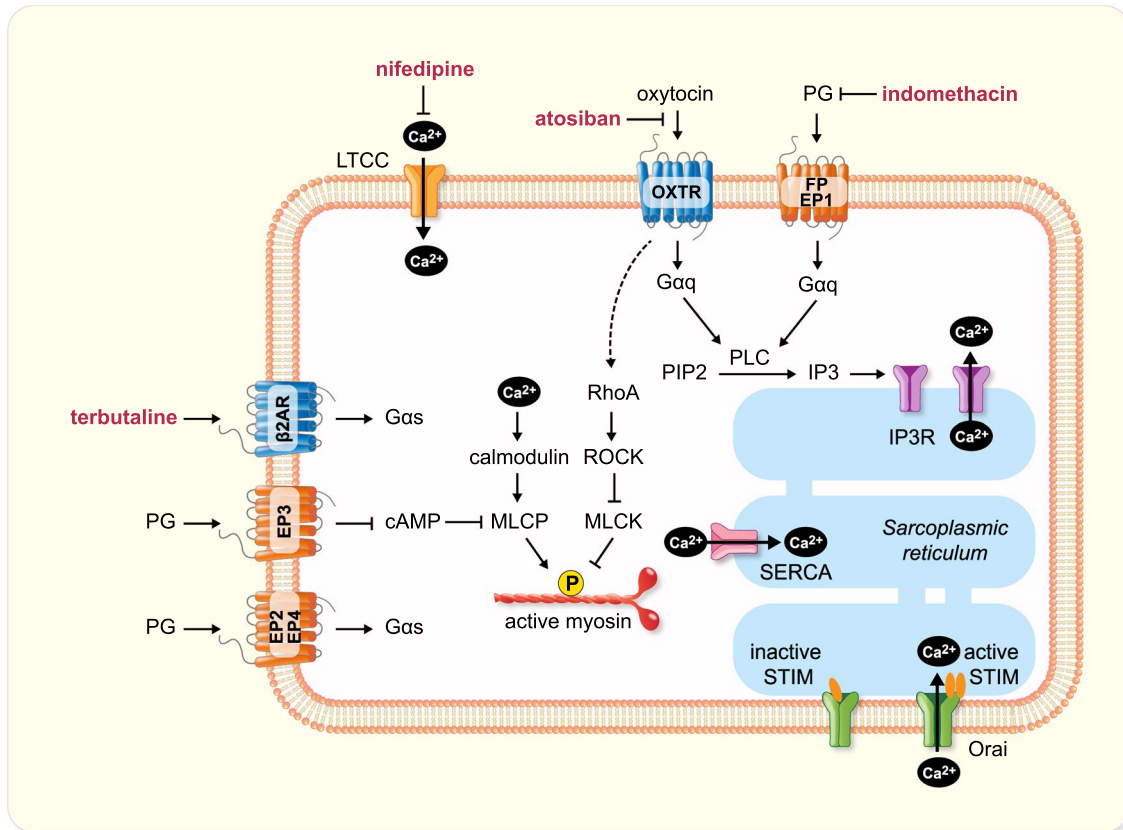 nifedipine
Ca2+
LTCC
Ca2+
oxytocin
atosiban
OXTR
PG
indomethacin
FP
EP1
Gαq
Gαq
PLC
PIP2
IP3
Ca2+
IP3R
Ca2+
terbutaline
β2AR
Gαs
Ca2+
calmodulin
RhoA
ROCK
PG
EP3
cAMP
MLCP
MLCK
P
active myosin
PG
EP2
EP4
Gαs
Ca2+
Ca2+
SERCA
Sarcoplasmic
reticulum
inactive
STIM
Ca2+
active
STIM
Orai
Ca2+